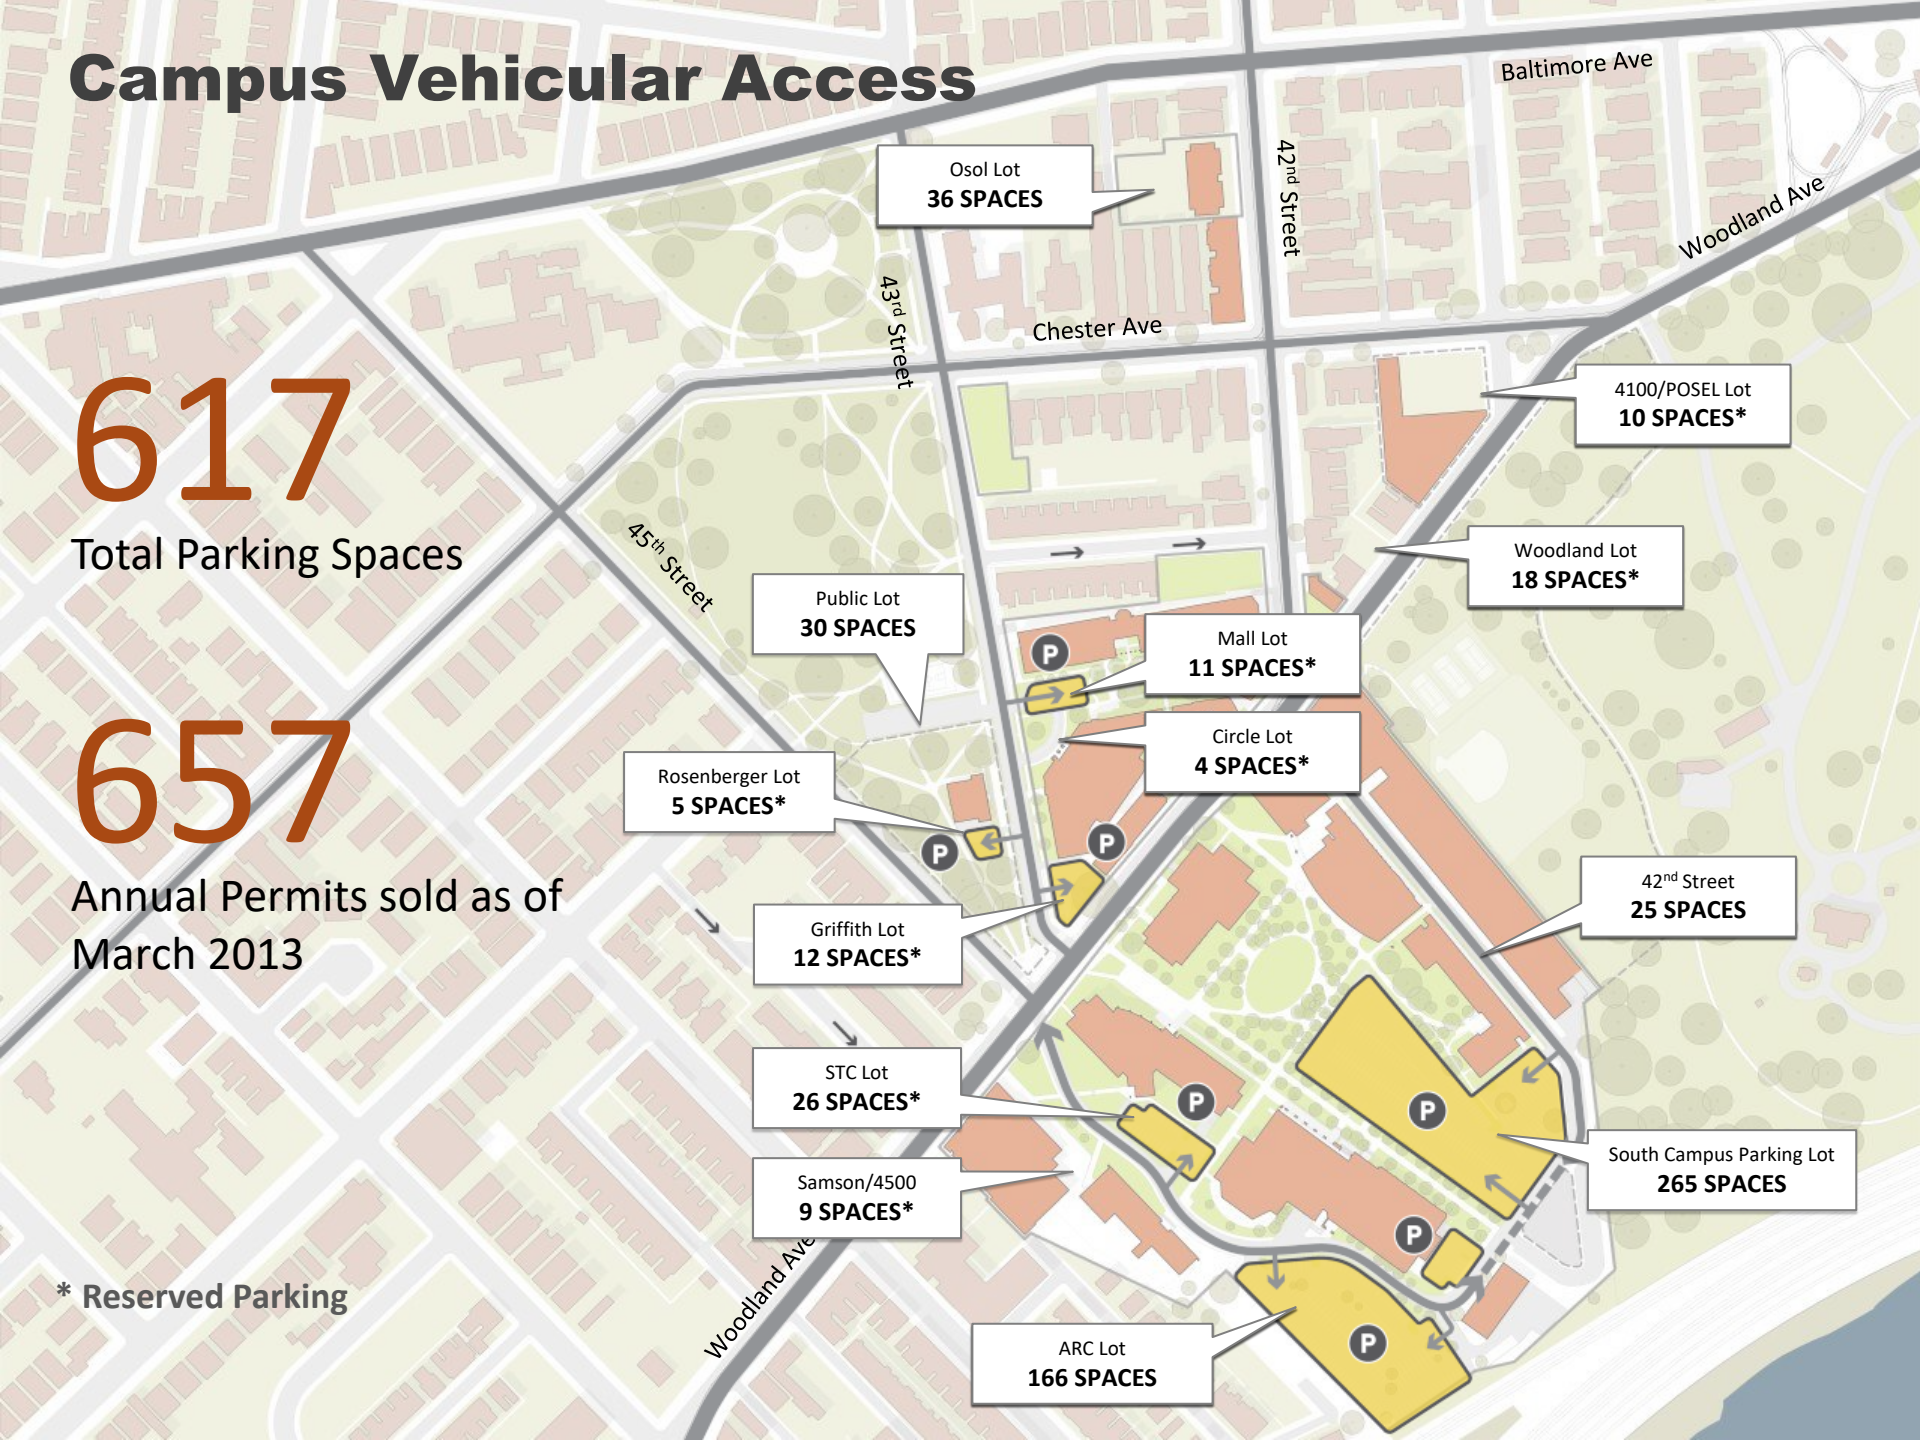 Campus Vehicular Access
Baltimore Ave
Osol Lot
36 SPACES
42nd Street
Woodland Ave
43rd Street
Chester Ave
617
Total Parking Spaces
4100/POSEL Lot
10 SPACES*
45th Street
Woodland Lot
18 SPACES*
Public Lot
30 SPACES
Mall Lot
11 SPACES*
P
Circle Lot
4 SPACES*
657
Annual Permits sold as of
March 2013
Rosenberger Lot
5 SPACES*
P
P
42nd Street
25 SPACES
Griffith Lot
12 SPACES*
STC Lot
26 SPACES*
P
P
South Campus Parking Lot
265 SPACES
Samson/4500
9 SPACES*
P
Woodland Ave
* Reserved Parking
ARC Lot
166 SPACES
P